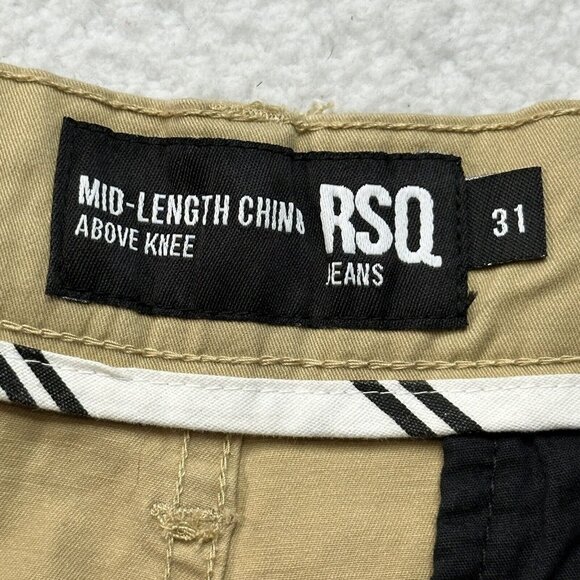 MID-LENGTH CHINO
ABOVE KNEE
RSQ
JEANS
31